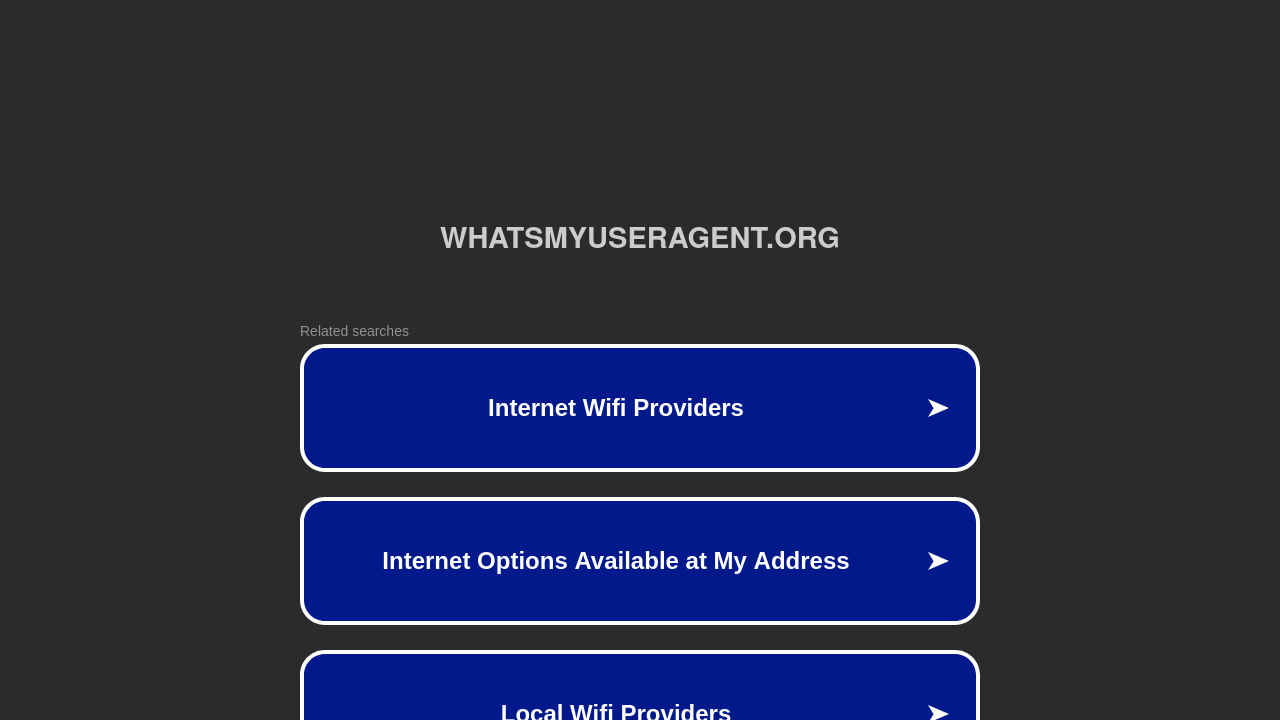 WHATSMYUSERAGENT.ORG
Related searches
Internet Wifi Providers
Internet Options Available at My Address
Local Wifi Providers